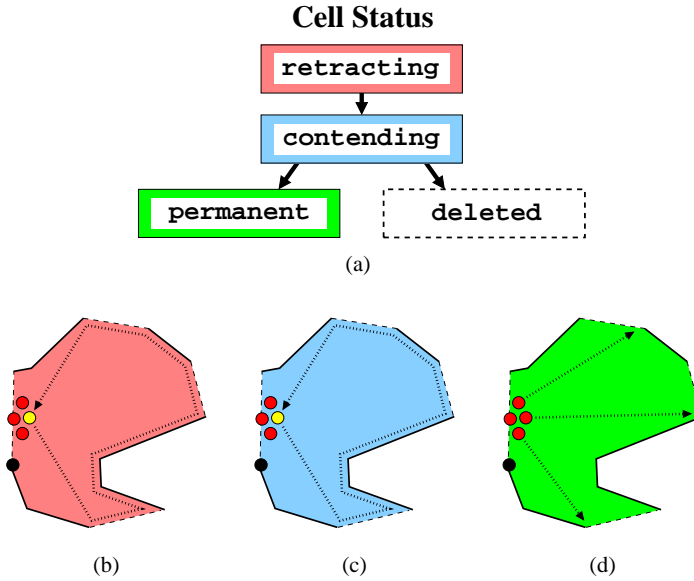 Cell Status
retracting
contending
permanent deleted
(a)
(b) (c) (d)